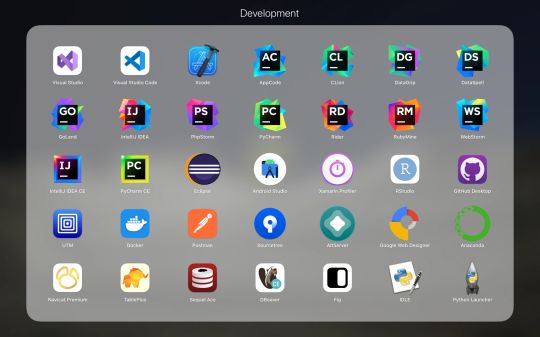 Development
Visual Studio
Visual Studio Code
Xcode
AC
AppCode
CL
CLion
DG
DataGrip
DS
DataSpell
GO
GoLand
IJ
IntelliJ IDEA
PS
PhpStorm
PC
PyCharm
RD
Rider
RM
RubyMine
WS
WebStorm
IJ
IntelliJ IDEA CE
PC
PyCharm CE
Eclipse
Android Studio
Xamarin Profiler
R
RStudio
GitHub Desktop
UTM
Docker
Postman
Sourcetree
AltServer
Google Web Designer
Anaconda
Navicat Premium
TablePlus
Sequel Ace
DBeaver
Fig
IDLE
Python Launcher